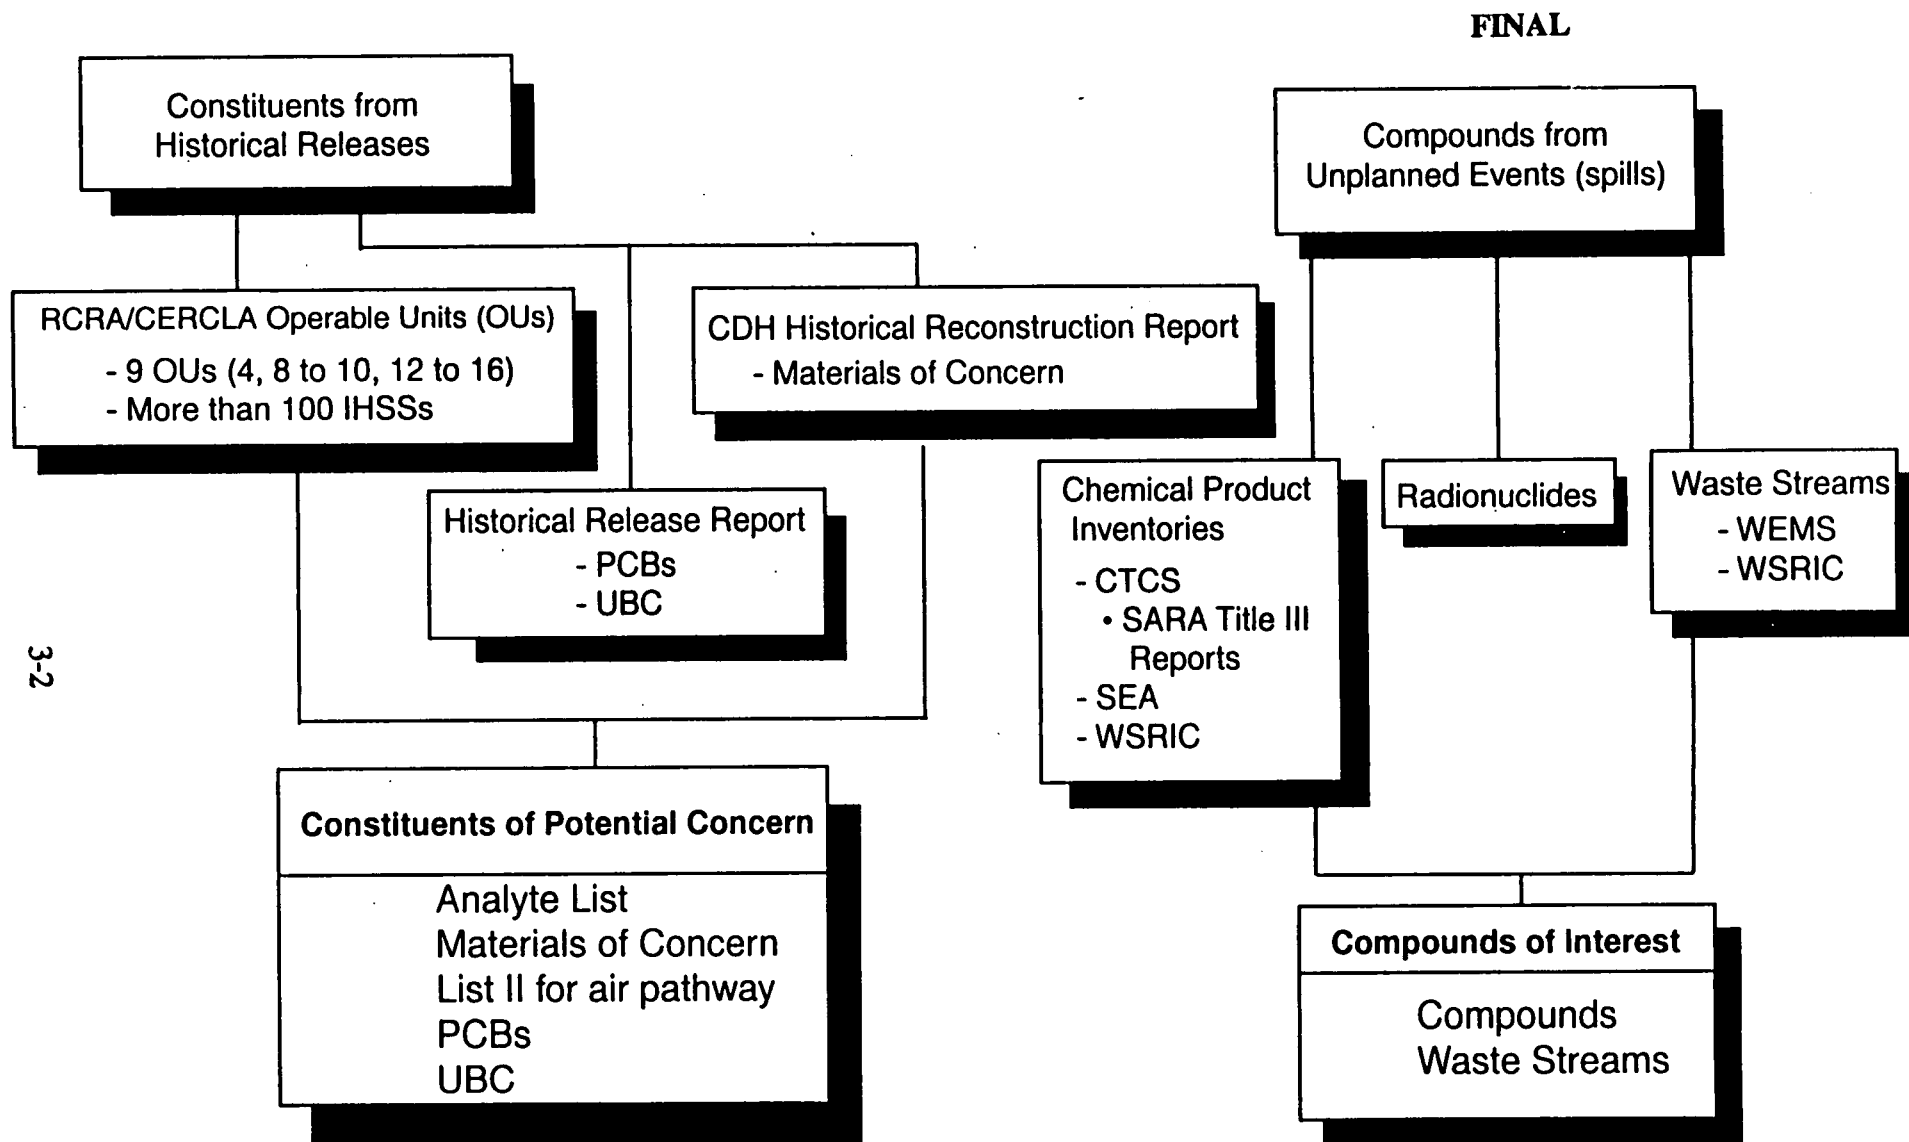 FINAL
Constituents from
Historical Releases
Compounds from
Unplanned Events (spills)
RCRA/CERCLA Operable Units (OUs)
- 9 OUs (4, 8 to 10, 12 to 16)
- More than 100 IHSSs
CDH Historical Reconstruction Report
- Materials of Concern
Historical Release Report
- PCBs
- UBC
Chemical Product
Inventories
- CTCS
• SARA Title III
Reports
- SEA
- WSRIC
Radionuclides
Waste Streams
- WEMS
- WSRIC
3-2
Constituents of Potential Concern
Analyte List
Materials of Concern
List II for air pathway
PCBs
UBC
Compounds of Interest
Compounds
Waste Streams